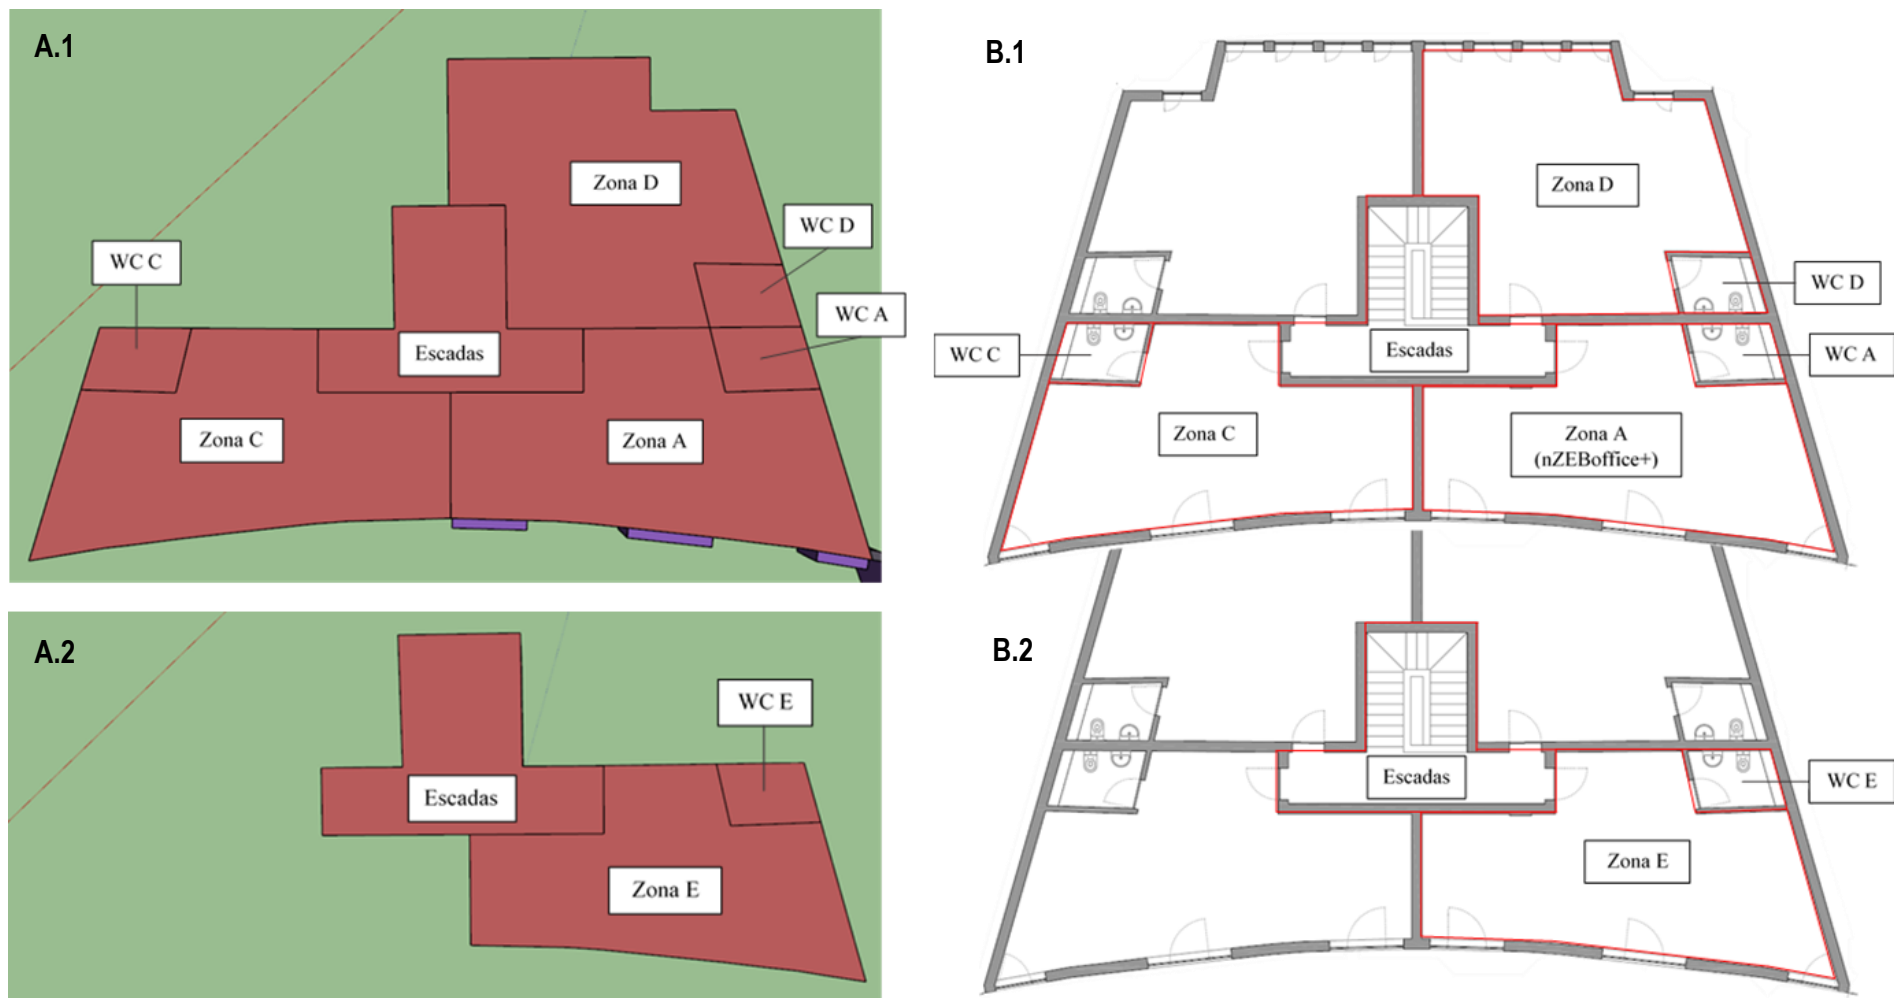 A.1
Zona D
WC D
WC C
WC A
Escadas
Zona C
Zona A
A.2
WC E
Escadas
Zona E
B.1
Zona D
WC D
WC C
Escadas
WC A
Zona C
Zona A
(nZEBoffice+)
B.2
Escadas
WC E
Zona E